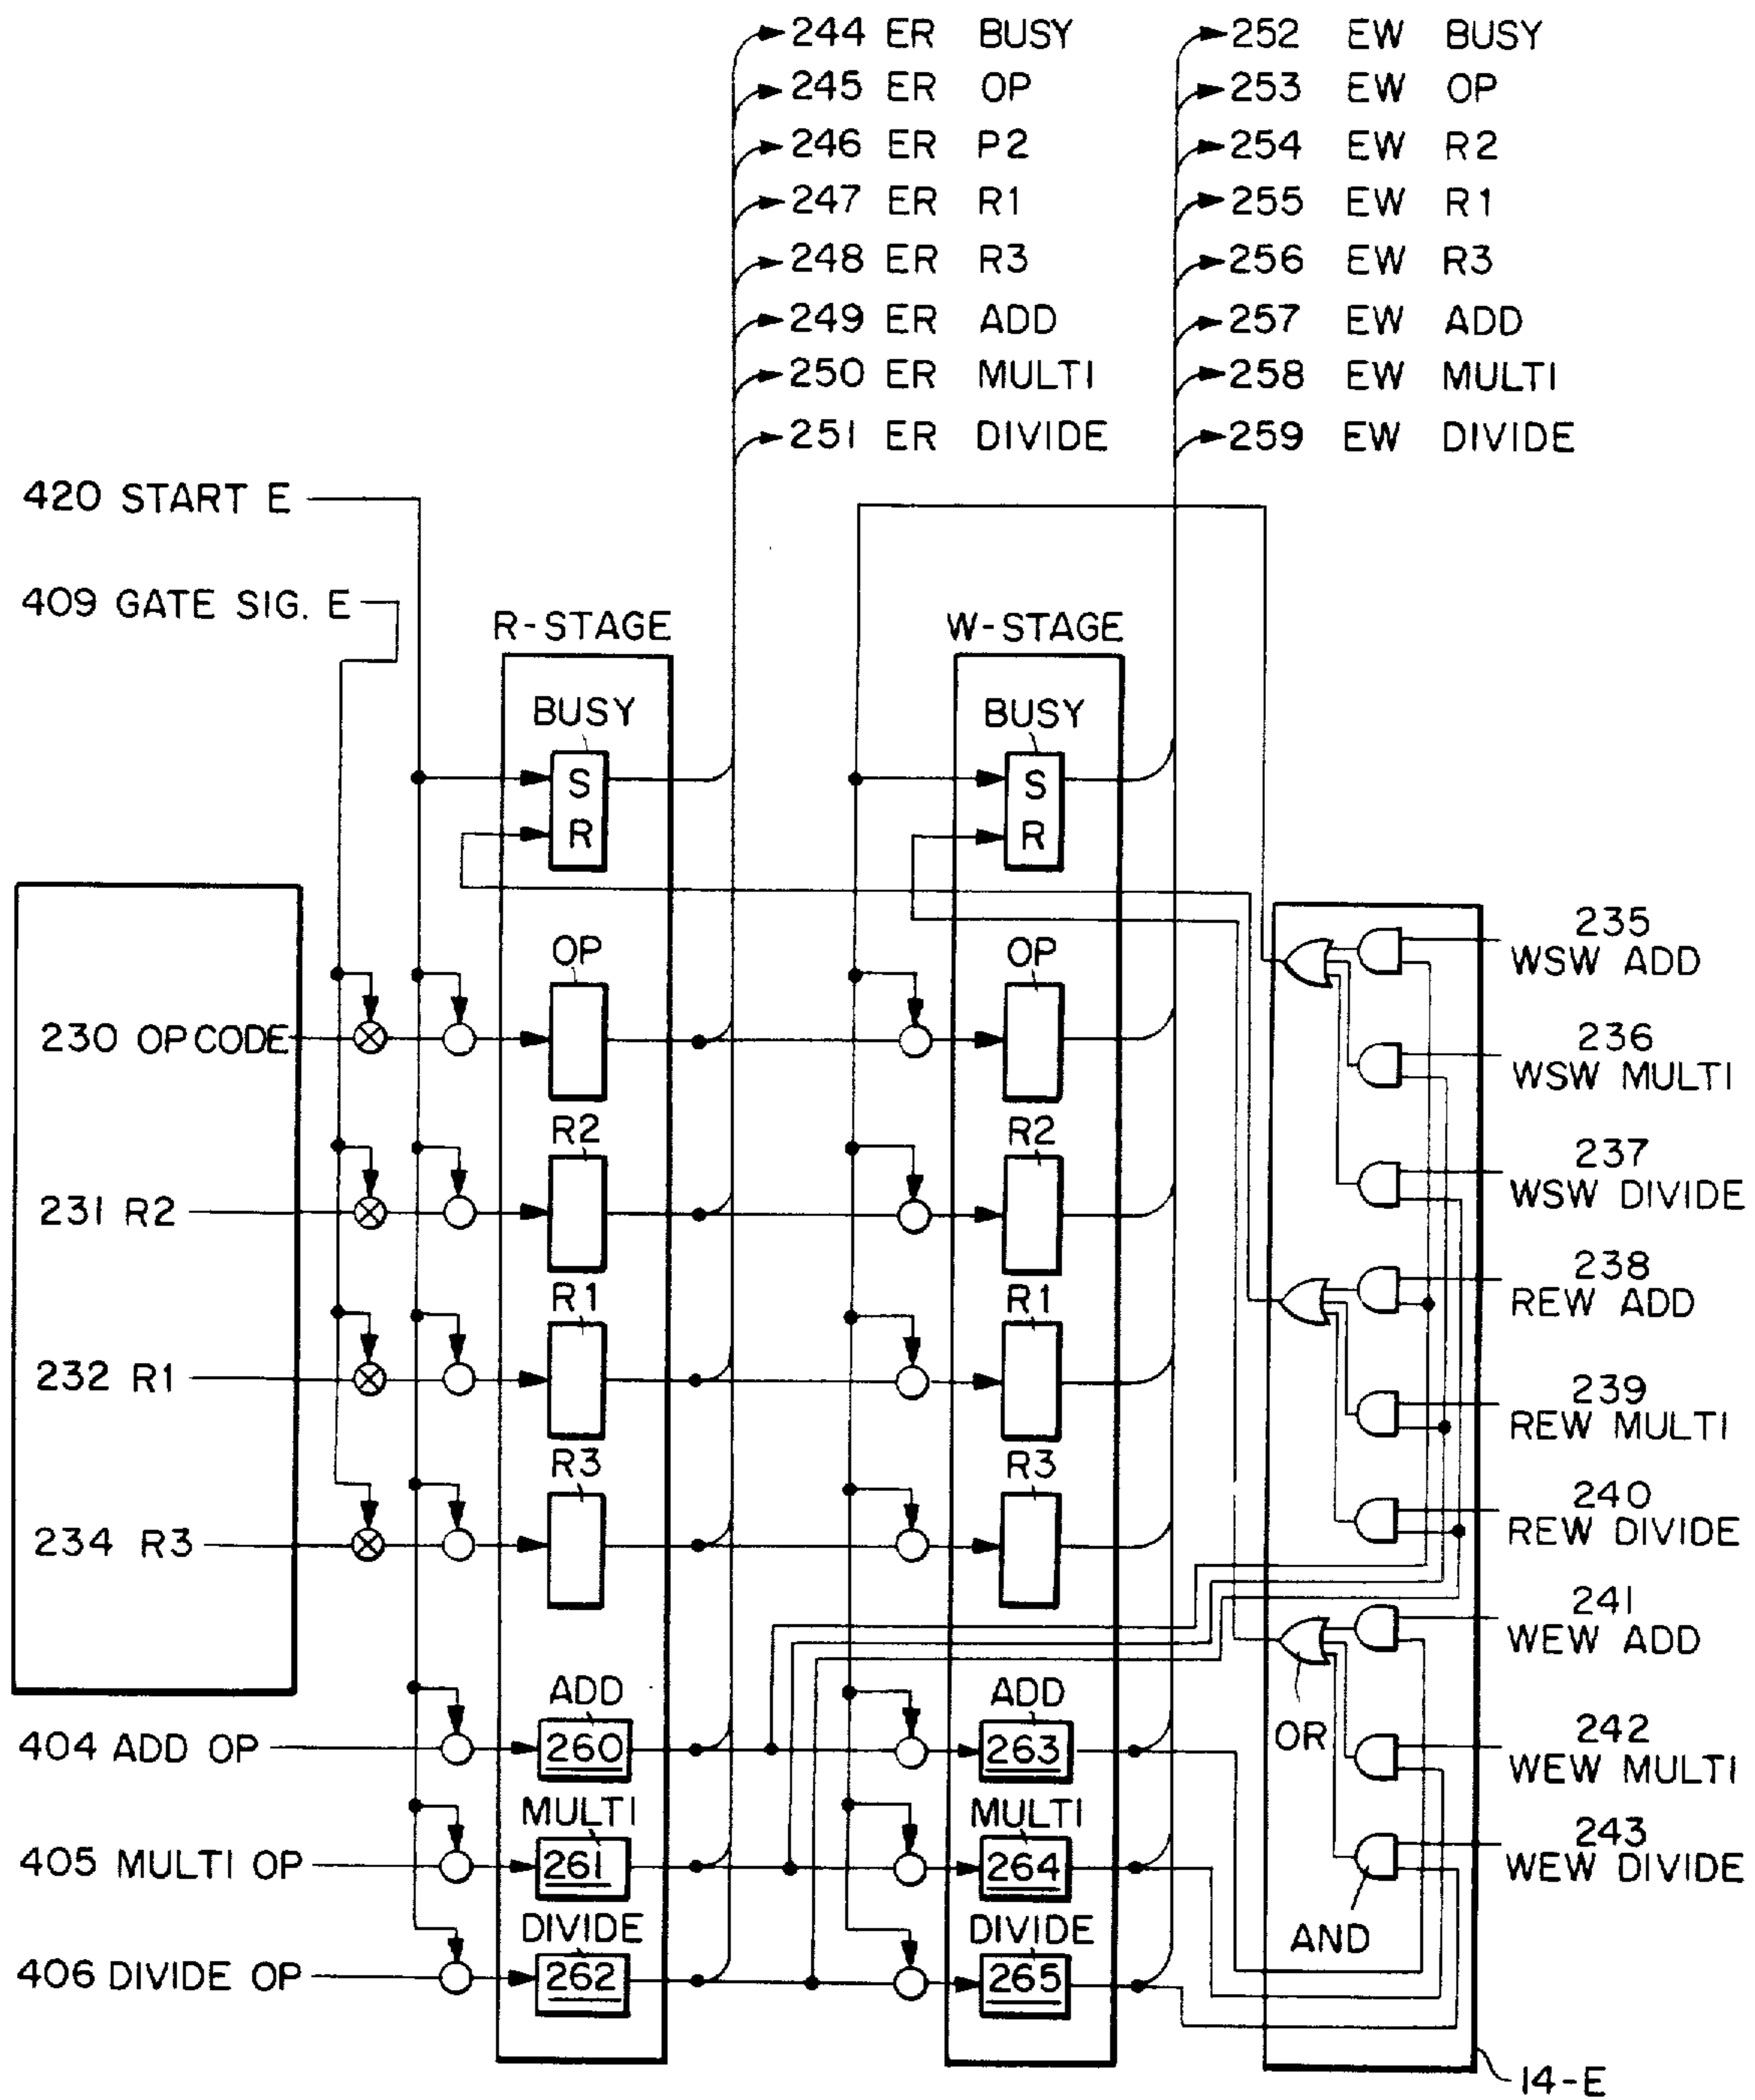 244 ER BUSY
245 ER OP
246 ER P2
247 ER R1
248 ER R3
249 ER ADD
250 ER MULTI
251 ER DIVIDE
252 EW BUSY
253 EW OP
254 EW R2
255 EW R1
256 EW R3
257 EW ADD
258 EW MULTI
259 EW DIVIDE
420 START E
409 GATE SIG. E
230 OP CODE
231 R2
232 R1
234 R3
404 ADD OP
405 MULTI OP
406 DIVIDE OP
R-STAGE
BUSY
S
R
OP
R2
R1
R3
ADD
260
MULTI
261
DIVIDE
262
W-STAGE
BUSY
S
R
OP
R2
R1
R3
ADD
263
MULTI
264
DIVIDE
265
235
WSW ADD
236
WSW MULTI
237
WSW DIVIDE
238
REW ADD
239
REW MULTI
240
REW DIVIDE
241
WEW ADD
242
WEW MULTI
243
WEW DIVIDE
OR
AND
14-E